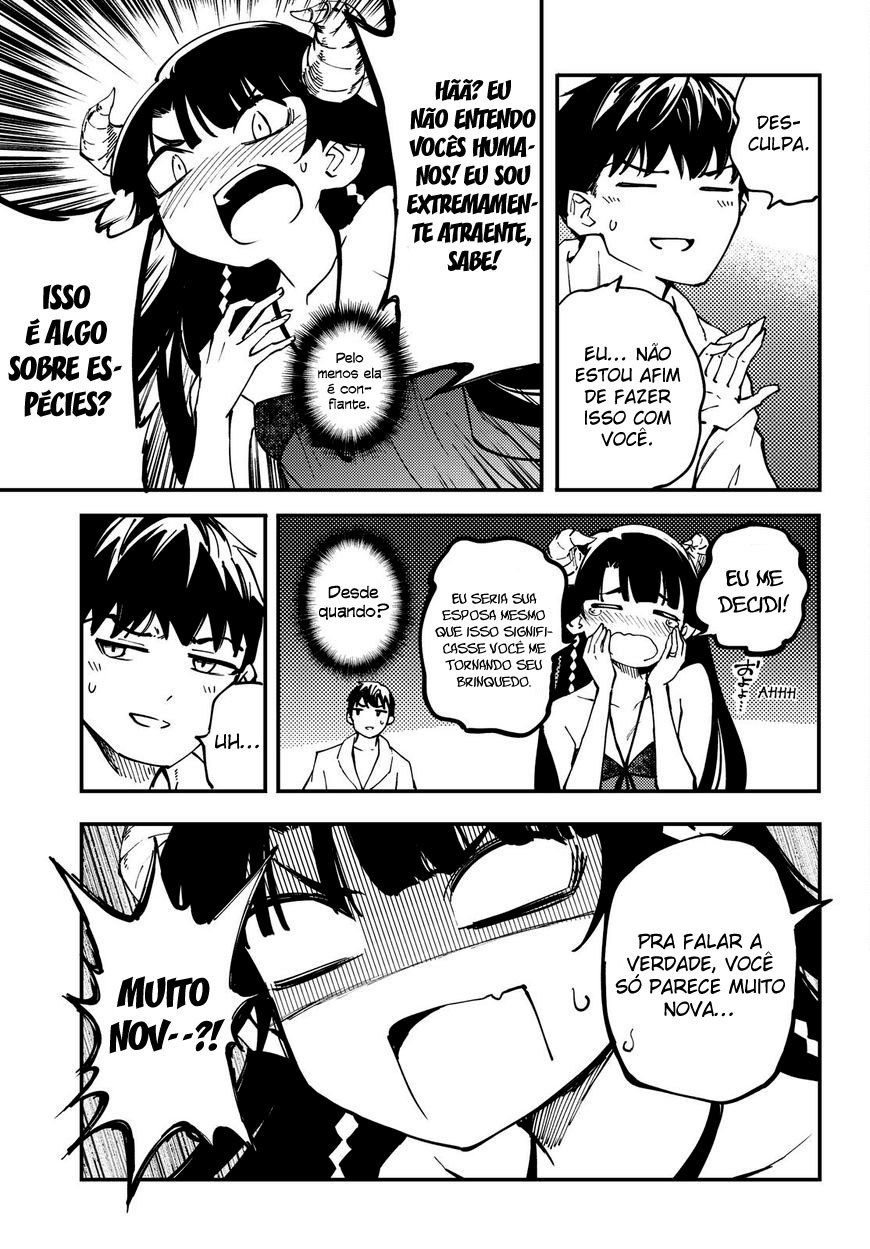 DES-
CULPA.
EU... NÃO
ESTOU AFIM
DE FAZER
ISSO COM
VOCÊ.
HÃÃ? EU
NÃO ENTENDO
VOCÊS HUMA-
NOS! EU SOU
EXTREMAMEN-
TE ATRAENTE,
SABE!
Pelo
menos ela
é con-
fiante.
ISSO
É ALGO
SOBRE ES-
PÉCIES?
EU ME
DECIDI!
およよ…
AHHH
EU SERIA SUA
ESPOSA MESMO
QUE ISSO SIGNIFI-
CASSE VOCÊ ME
TORNANDO SEU
BRINQUEDO.
Desde
quando?
UH...
PRA FALAR A
VERDADE, VOCÊ
SÓ PARECE MUITO
NOVA...
MUITO
NOV--?!